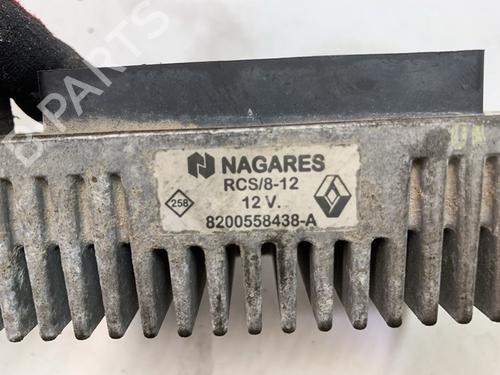 B-PARTS
NAGARES
RCS/8-12
258
12 V.
8200558438-A